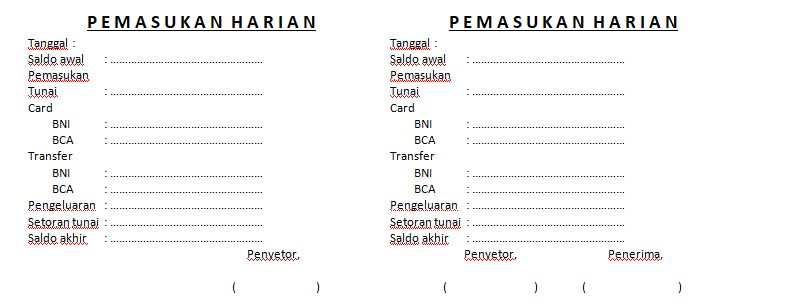 PEMASUKAN HARIAN
Tanggal :
Saldo awal : ................................................
Pemasukan
Tunai : ................................................
Card
BNI : ................................................
BCA : ................................................
Transfer
BNI : ................................................
BCA : ................................................
Pengeluaran : ................................................
Setoran tunai : ................................................
Saldo akhir : ................................................
Penyetor,
( )
PEMASUKAN HARIAN
Tanggal :
Saldo awal : ................................................
Pemasukan
Tunai : ................................................
Card
BNI : ................................................
BCA : ................................................
Transfer
BNI : ................................................
BCA : ................................................
Pengeluaran : ................................................
Setoran tunai : ................................................
Saldo akhir : ................................................
Penyetor, Penerima,
( ) ( )